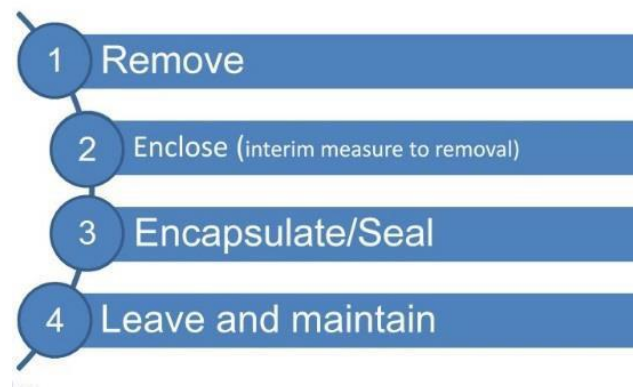 1 Remove
2 Enclose (interim measure to removal)
3 Encapsulate/Seal
4 Leave and maintain